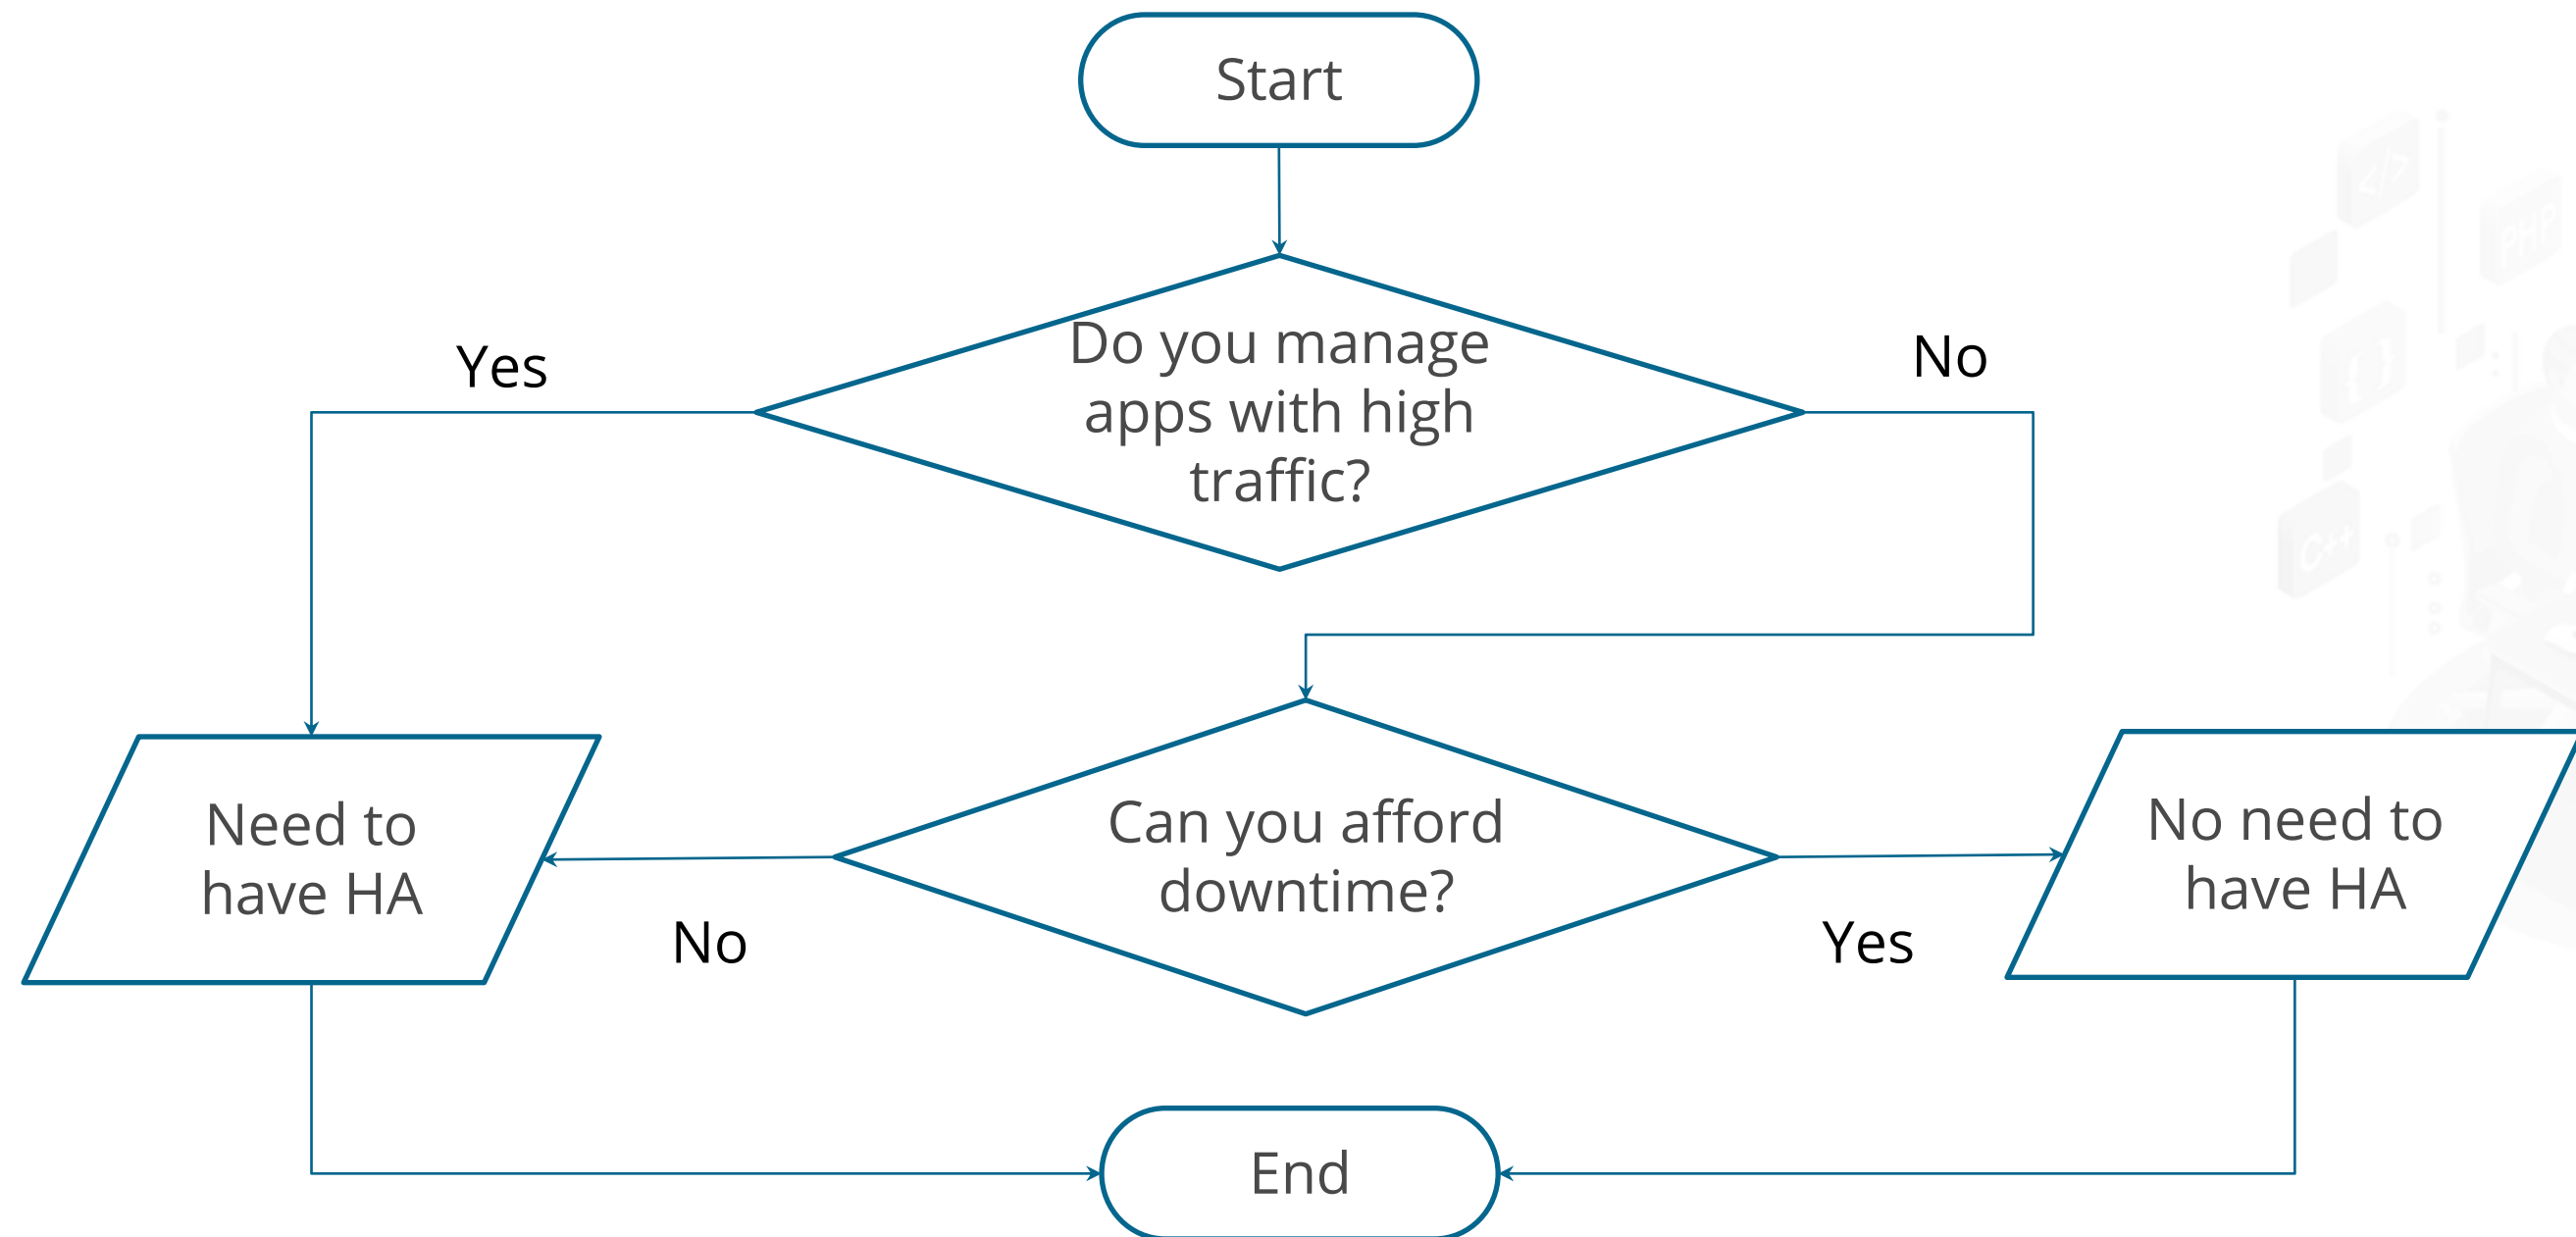 Start
Do you manage
apps with high
traffic?
Yes
No
</>
PHP
{ }
C++
Need to
have HA
Can you afford
downtime?
No need to
have HA
No
Yes
End